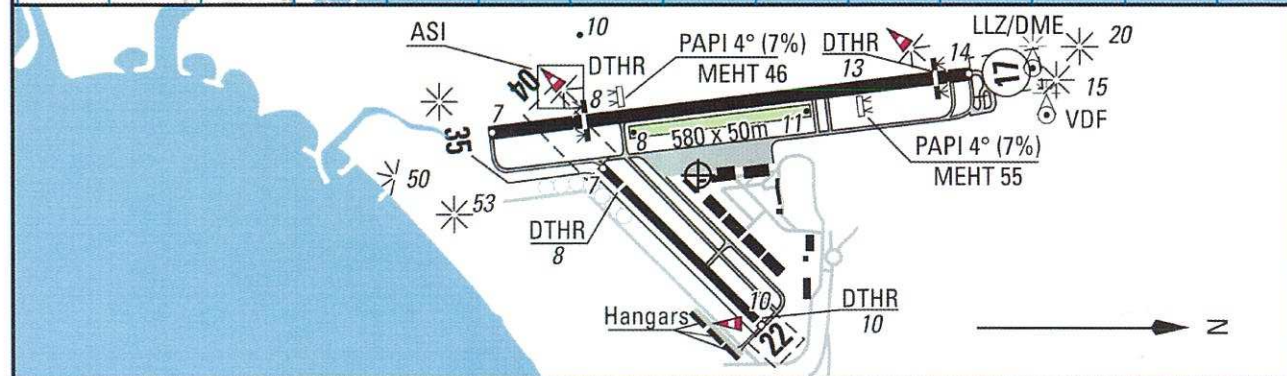 ASI
10
PAPI 4° (7%)
MEHT 46
DTHR
LLZ/DME
20
04
DTHR
8
13
14
17
15
VDF
7
35
8
580 x 50m
11
PAPI 4° (7%)
MEHT 55
50
53
7
DTHR
8
Hangars
10
DTHR
10
22
N